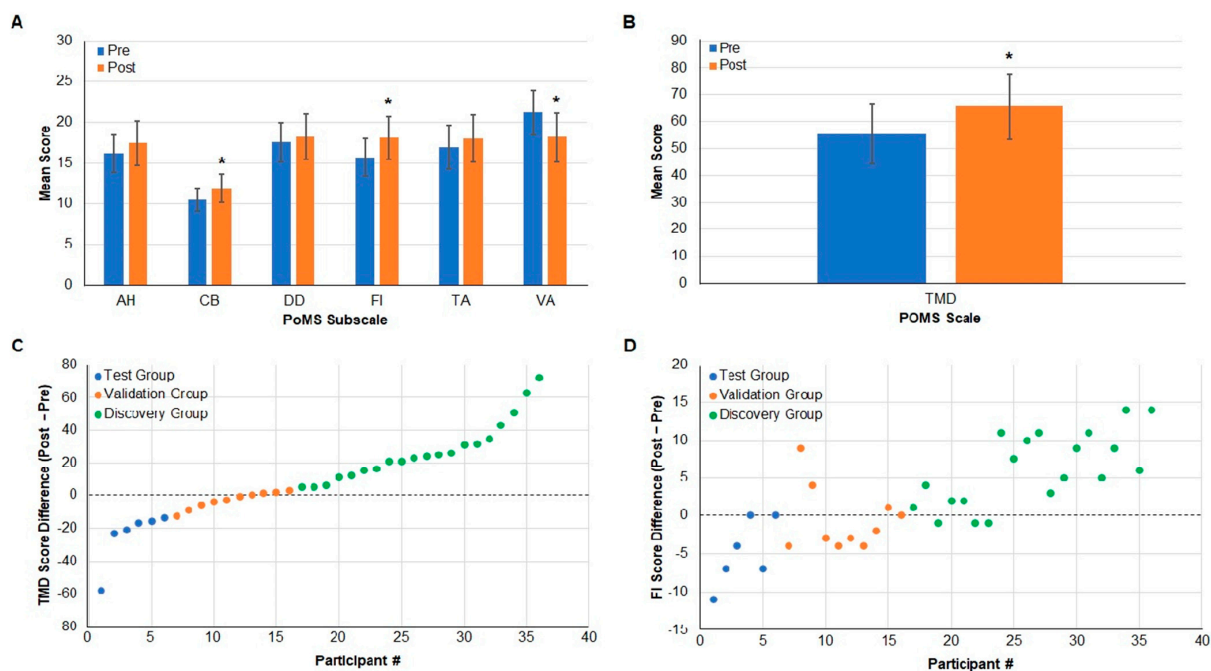 A
30
25
20
15
10
5
0
Mean Score
Pre
Post
*
*
*
AH CB DD FI TA VA
PoMS Subscale
B
90
80
70
60
50
40
30
20
10
0
Mean Score
Pre
Post
*
TMD
POMS Scale
C
80
60
40
20
0
-20
-40
-60
80
TMD Score Difference (Post – Pre)
Test Group
Validation Group
Discovery Group
0 5 10 15 20 25 30 35 40
Participant #
D
20
15
10
5
0
-5
-10
-15
FI Score Difference (Post – Pre)
Test Group
Validation Group
Discovery Group
0 5 10 15 20 25 30 35 40
Participant #